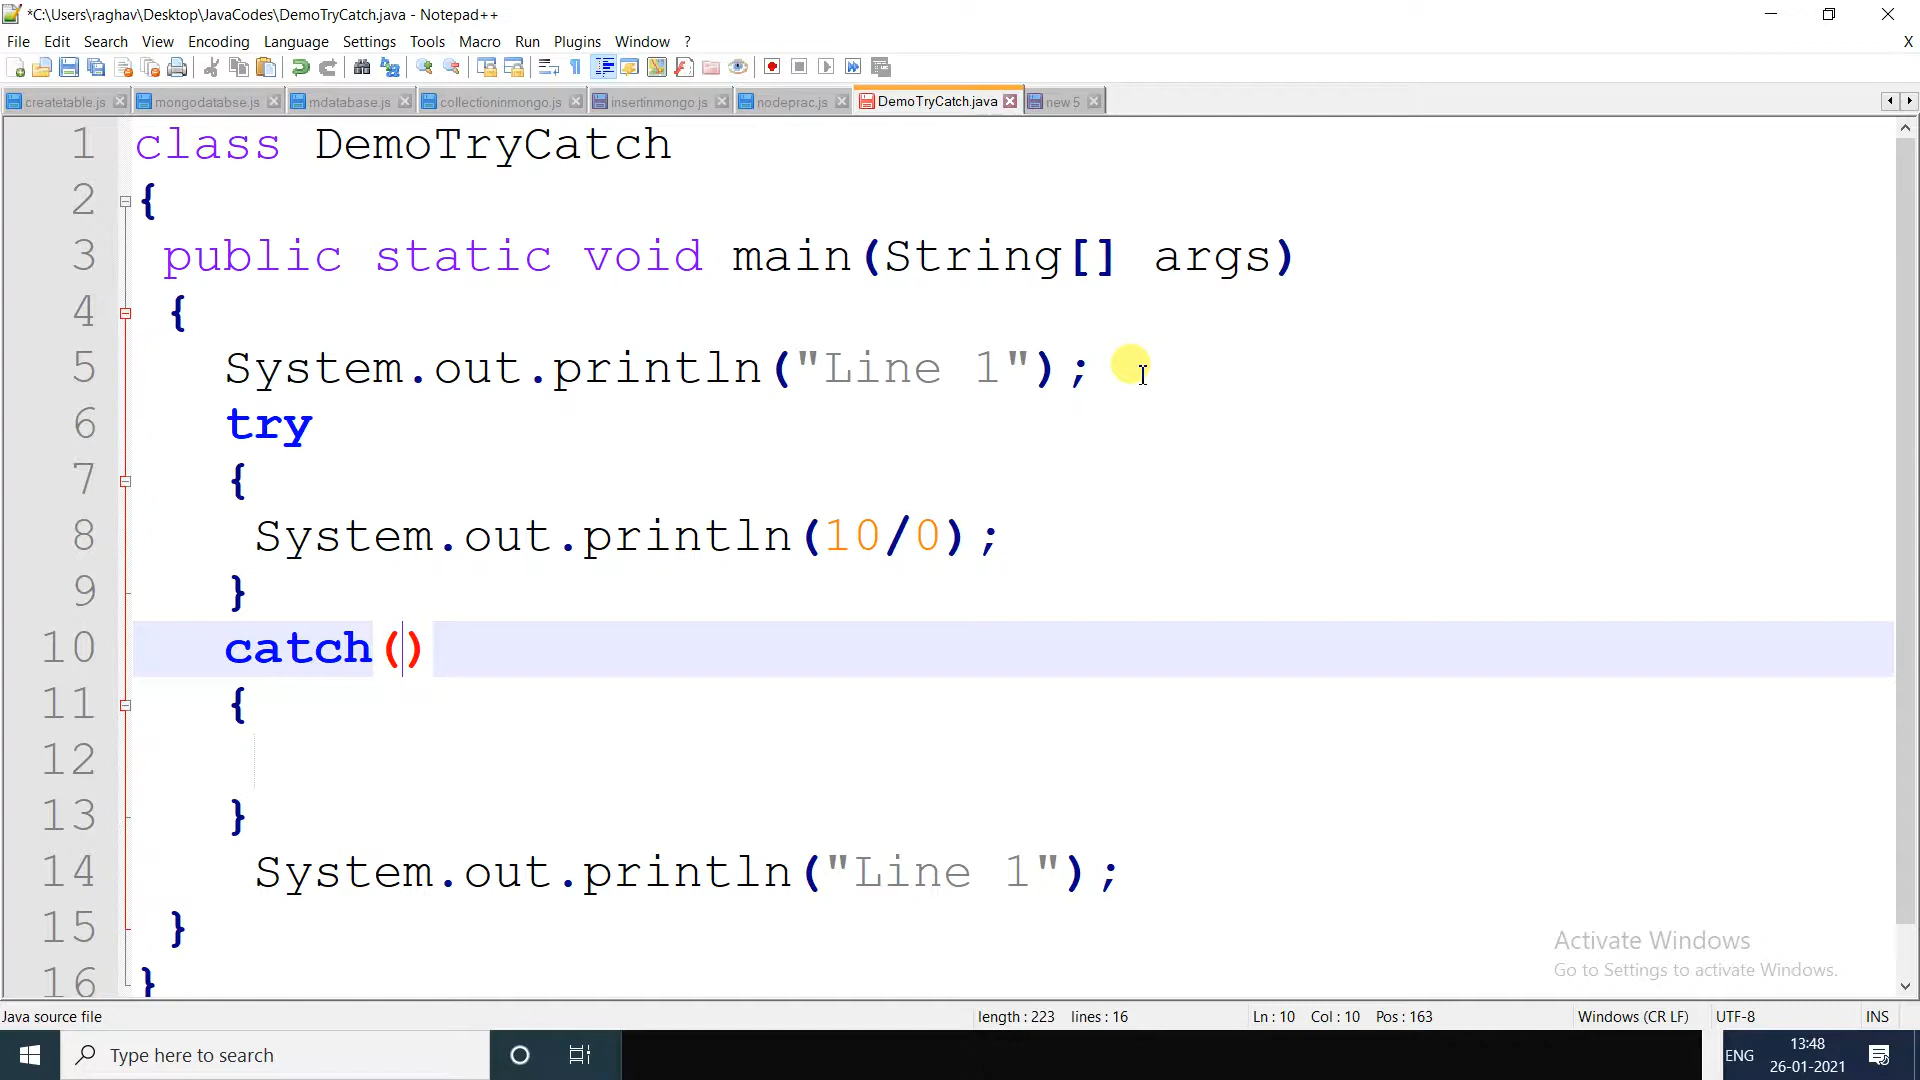 *C:\Users\raghav\Desktop\JavaCodes\DemoTryCatch.java - Notepad++
File Edit Search View Encoding Language Settings Tools Macro Run Plugins Window ? X
createtable.js mongodatabse.js mdatabase.js collectioninmongo.js insertinmongo.js nodeprac.js DemoTryCatch.java new 5
1 class DemoTryCatch
2 {
3 public static void main(String[] args)
4 {
5 System.out.println("Line 1");
6 try
7 {
8 System.out.println(10/0);
9 }
10 catch()
11 {
12
13 }
14 System.out.println("Line 1");
15 }
16 }
Activate Windows
Go to Settings to activate Windows.
Java source file length : 223 lines : 16 Ln : 10 Col : 10 Pos : 163 Windows (CR LF) UTF-8 INS
Type here to search
ENG
13:48
26-01-2021